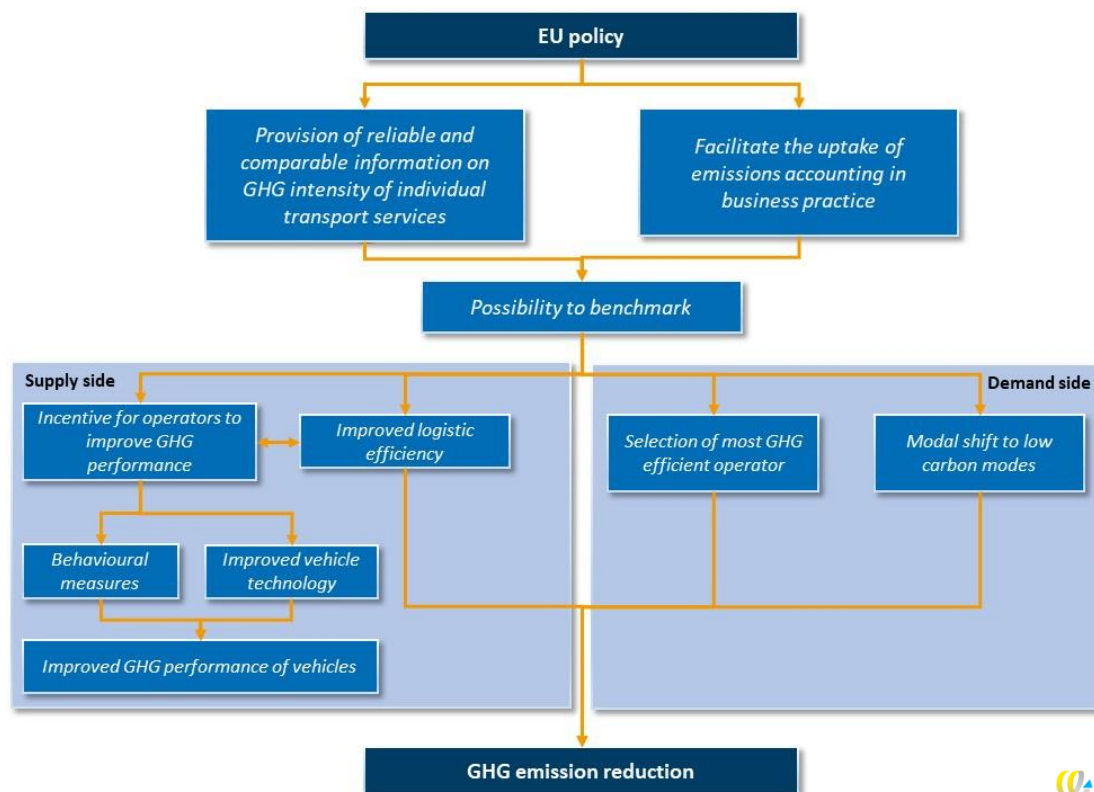 EU policy
Provision of reliable and
comparable information on
GHG intensity of individual
transport services
Facilitate the uptake of
emissions accounting in
business practice
Possibility to benchmark
Supply side
Demand side
Incentive for operators to
improve GHG
performance
Improved logistic
efficiency
Selection of most GHG
efficient operator
Modal shift to low
carbon modes
Behavioural
measures
Improved vehicle
technology
Improved GHG performance of vehicles
GHG emission reduction